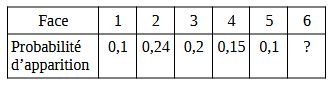 Face 1 2 3 4 5 6
Probabilité
d'apparition 0,1 0,24 0,2 0,15 0,1 ?